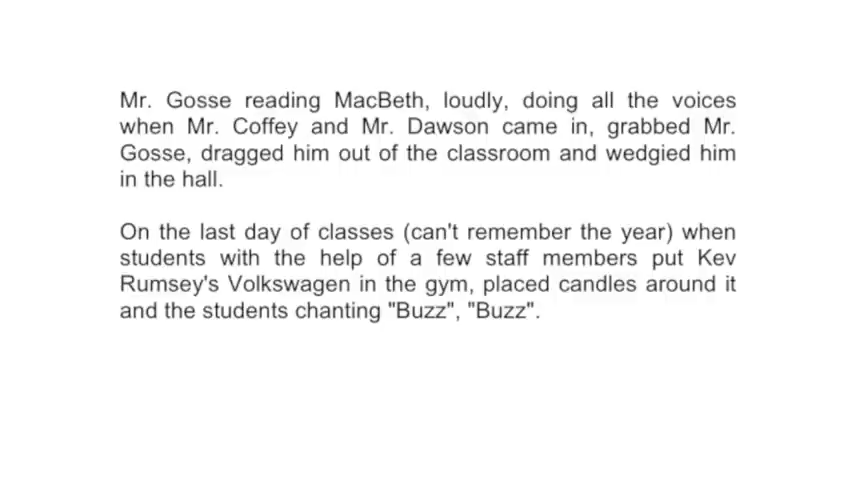 Mr. Gosse reading MacBeth, loudly, doing all the voices
when Mr. Coffey and Mr. Dawson came in, grabbed Mr.
Gosse, dragged him out of the classroom and wedgied him
in the hall.
On the last day of classes (can't remember the year) when
students with the help of a few staff members put Kev
Rumsey's Volkswagen in the gym, placed candles around it
and the students chanting "Buzz", "Buzz".